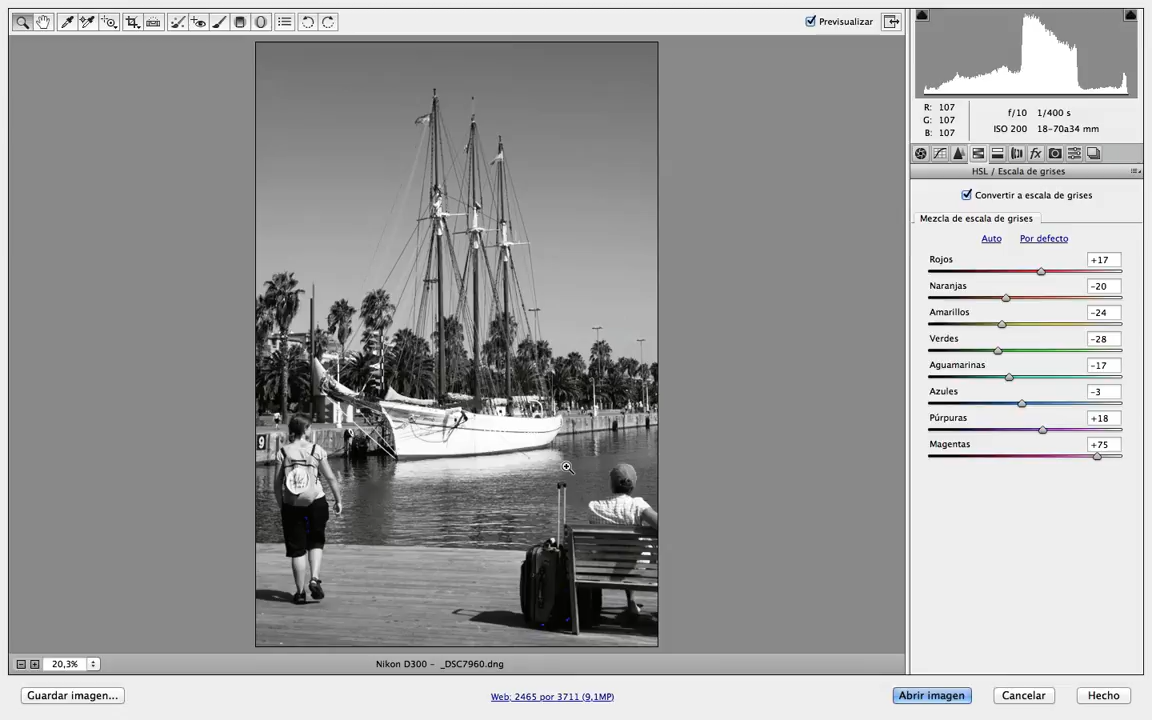 Previsualizar
R: 107
G: 107
B: 107
f/10 1/400 s
ISO 200 18-70a34 mm
fx
HSL / Escala de grises
Convertir a escala de grises
Mezcla de escala de grises
Auto Por defecto
Rojos +17
Naranjas -20
Amarillos -24
Verdes -28
Aguamarinas -17
Azules -3
Púrpuras +18
Magentas +75
9
20,3%
Nikon D300 - _DSC7960.dng
Guardar imagen...
Web; 2465 por 3711 (9,1MP)
Abrir imagen
Cancelar
Hecho